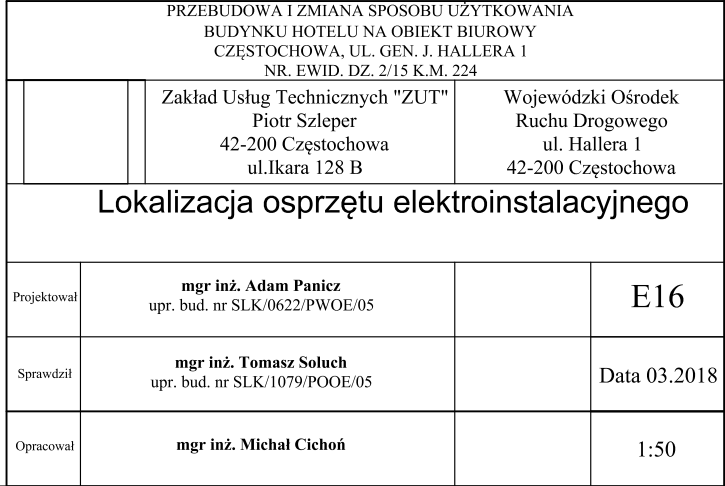 PRZEBUDOWA I ZMIANA SPOSOBU UŻYTKOWANIA
BUDYNKU HOTELU NA OBIEKT BIUROWY
CZĘSTOCHOWA, UL. GEN. J. HALLERA 1
NR. EWID. DZ. 2/15 K.M. 224
Zakład Usług Technicznych "ZUT"
Piotr Szleper
42-200 Częstochowa
ul.Ikara 128 B
Wojewódzki Ośrodek
Ruchu Drogowego
ul. Hallera 1
42-200 Częstochowa
Lokalizacja osprzętu elektroinstalacyjnego
Projektował
mgr inż. Adam Panicz
upr. bud. nr SLK/0622/PWOE/05
E16
Sprawdził
mgr inż. Tomasz Soluch
upr. bud. nr SLK/1079/POOE/05
Data 03.2018
Opracował
mgr inż. Michał Cichoń
1:50